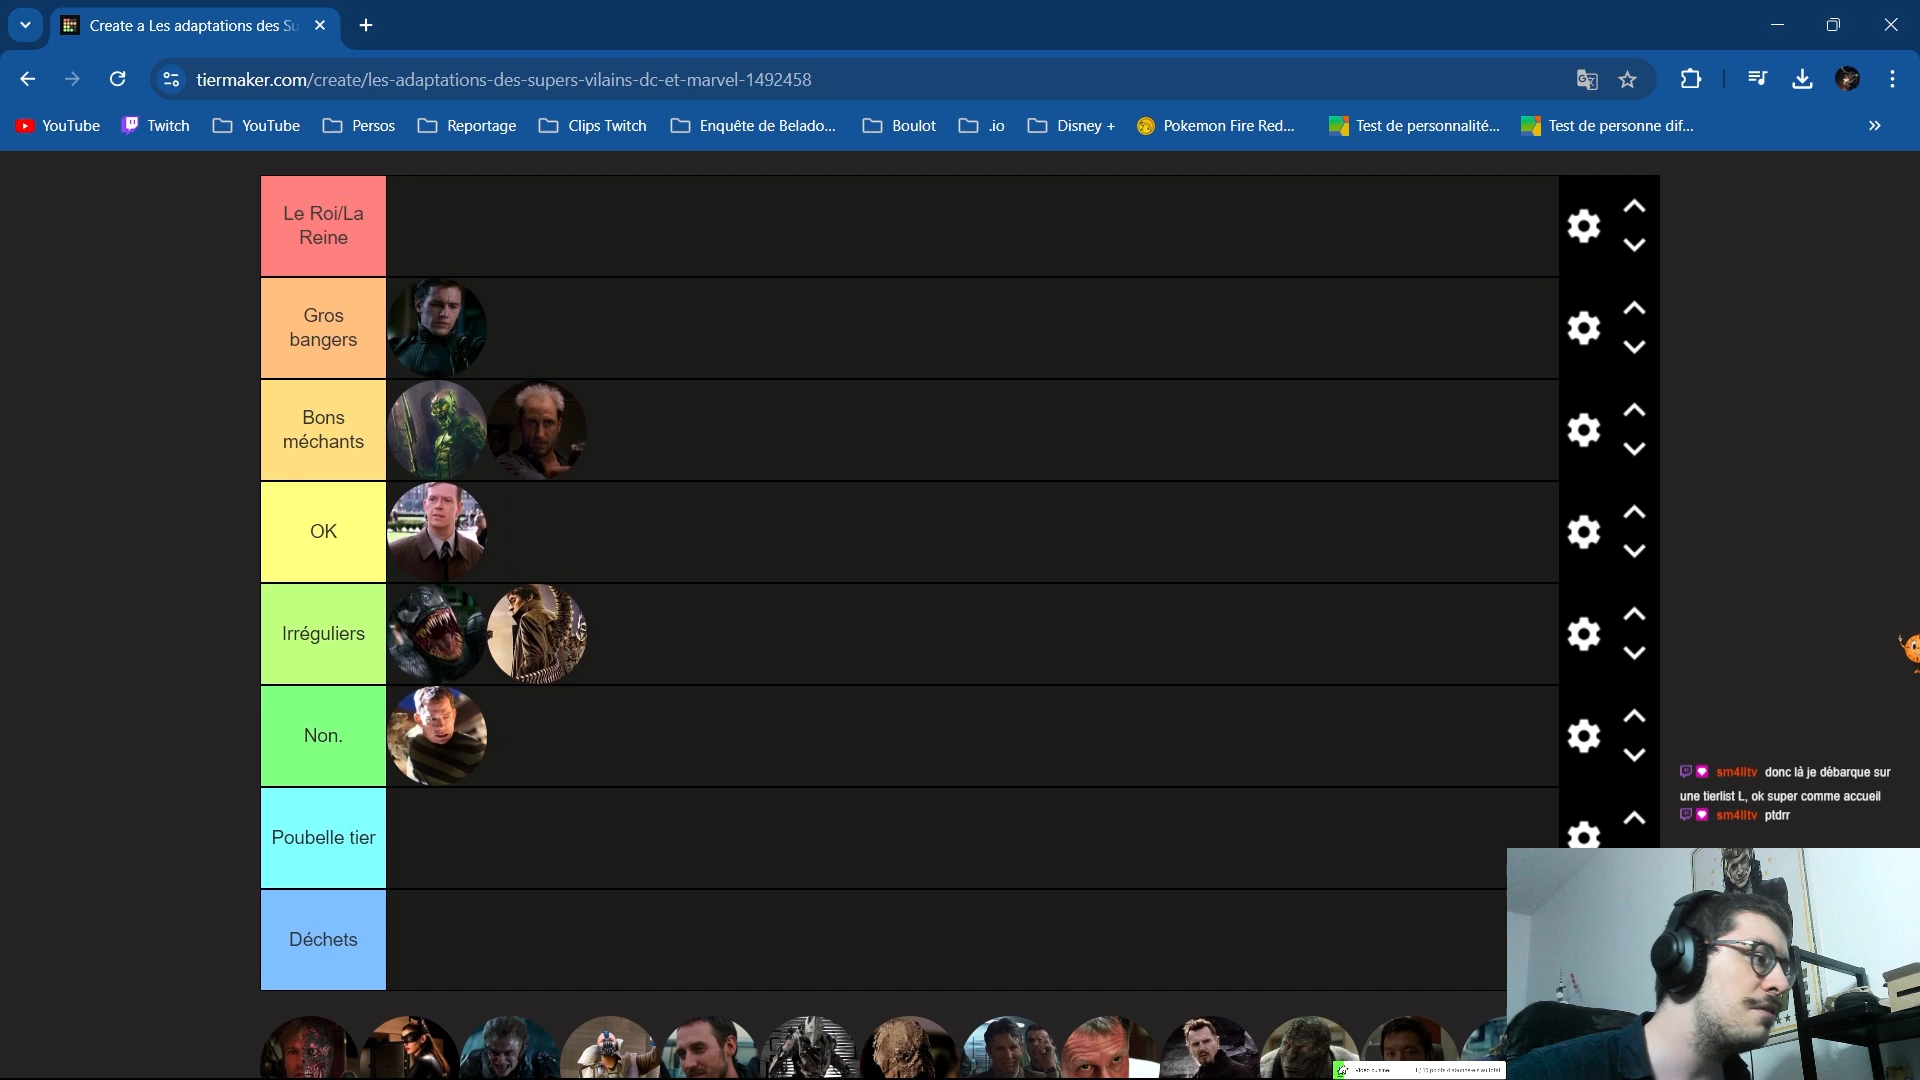 Create a Les adaptations des Su
tiermaker.com/create/les-adaptations-des-supers-vilains-dc-et-marvel-1492458
YouTube
Twitch
YouTube
Persos
Reportage
Clips Twitch
Enquête de Belado...
Boulot
.io
Disney +
Pokemon Fire Red...
Test de personnalité...
Test de personne dif...
Le Roi/La
Reine
Gros
bangers
Bons
méchants
OK
Irréguliers
Non.
Poubelle tier
Déchets
sm4lltv donc là je débarque sur
une tierlist L, ok super comme accueil
sm4lltv ptdrr